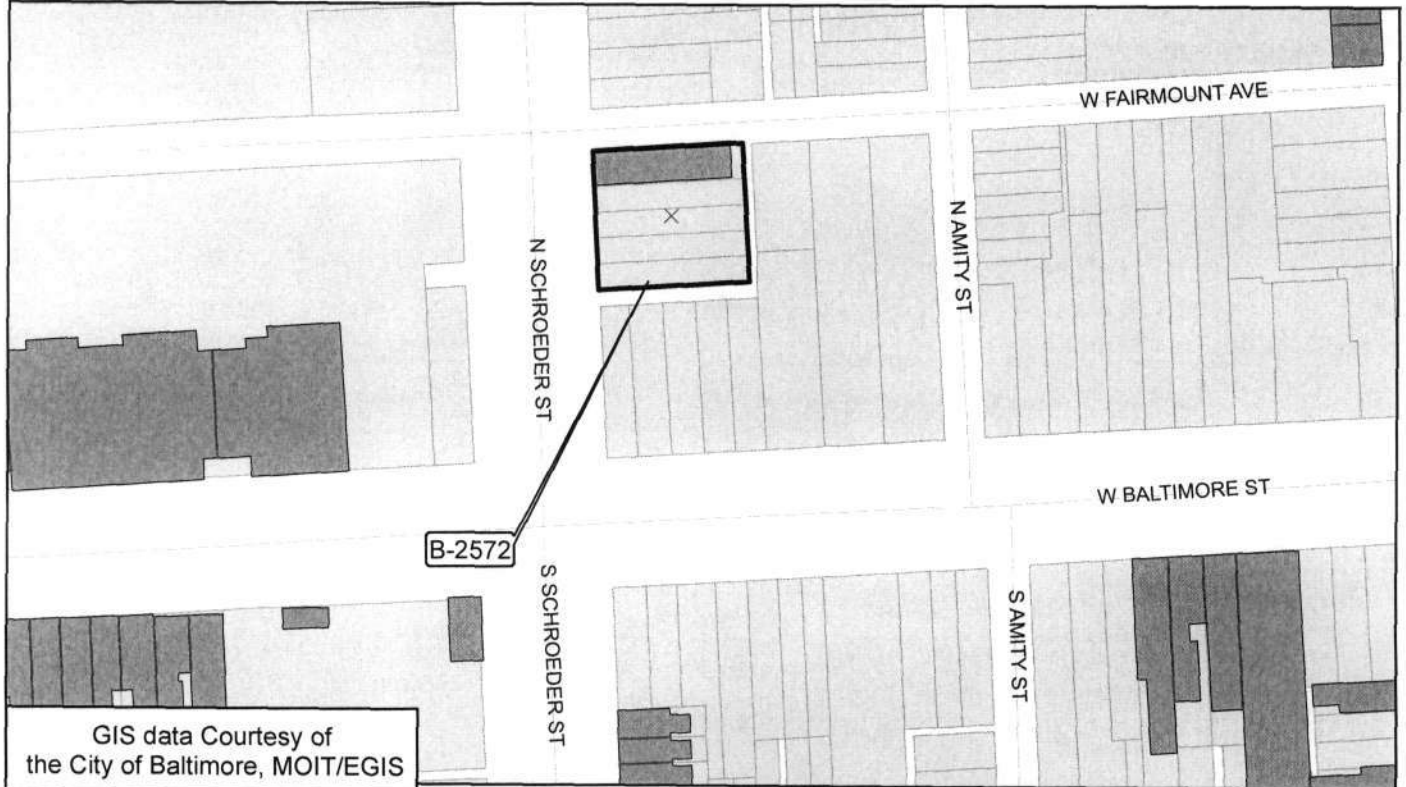 W FAIRMOUNT AVE
N SCHROEDER ST
N AMITY ST
W BALTIMORE ST
B-2572
S SCHROEDER ST
S AMITY ST
GIS data Courtesy of
the City of Baltimore, MOIT/EGIS